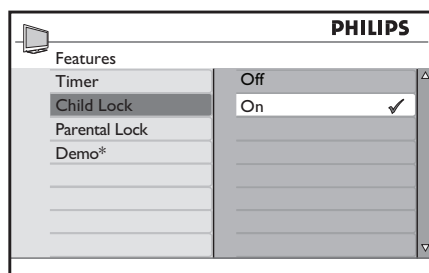 PHILIPS
Features
Timer
Off
Child Lock
On ✓
Parental Lock
Demo*